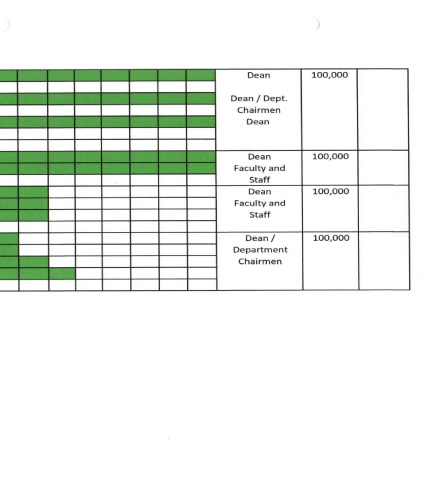 Dean 100,000
Dean / Dept.
Chairmen
Dean
Dean 100,000
Faculty and
Staff
Dean 100,000
Faculty and
Staff
Dean / 100,000
Department
Chairmen